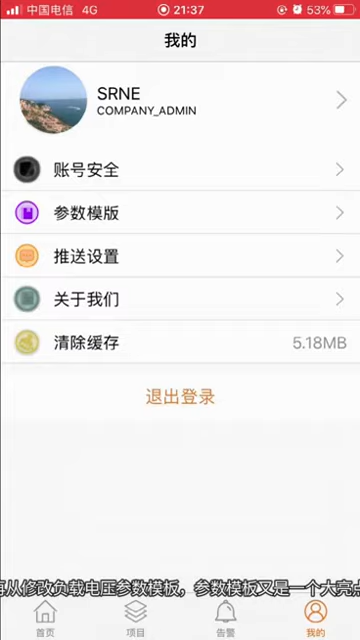 中国电信 4G 21:37 53%
我的
SRNE
COMPANY_ADMIN
账号安全
参数模版
推送设置
关于我们
清除缓存 5.18MB
退出登录
再从修改负载电压参数模板，参数模板又是一个大亮点
首页 项目 告警 我的